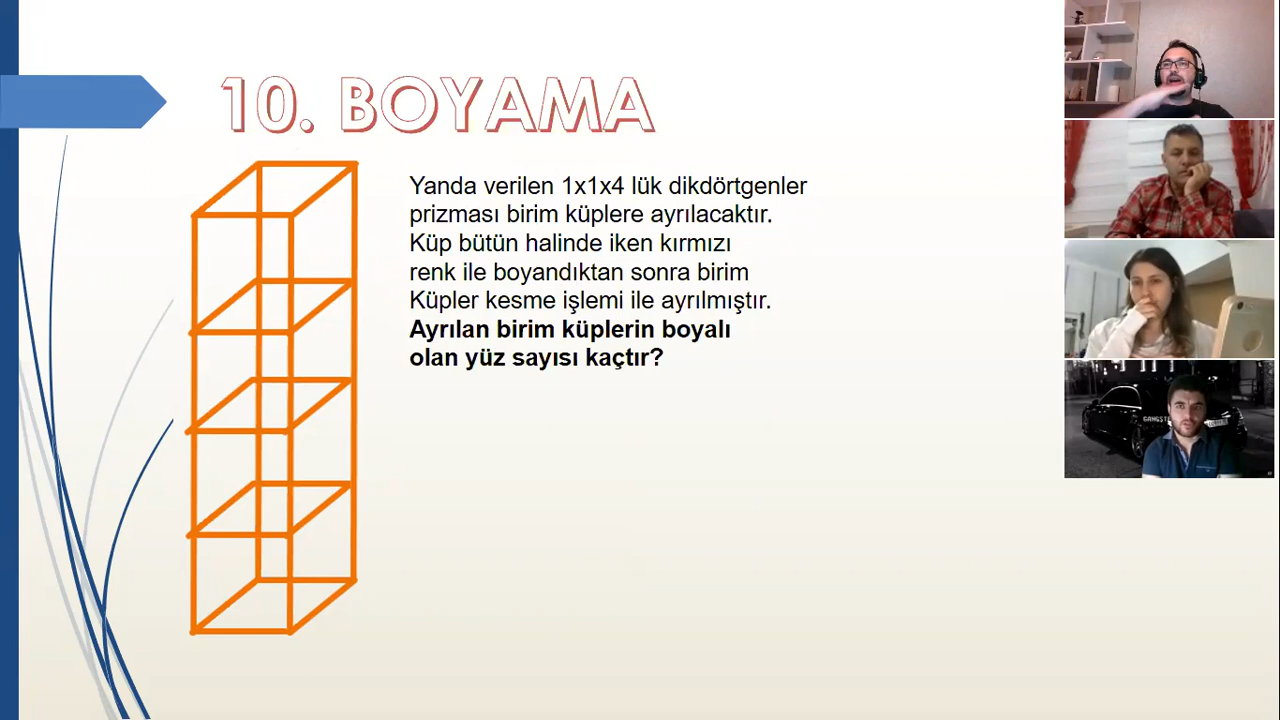 10. BOYAMA
Yanda verilen 1x1x4 lük dikdörtgenler
prizması birim küplere ayrılacaktır.
Küp bütün halinde iken kırmızı
renk ile boyandıktan sonra birim
Küpler kesme işlemi ile ayrılmıştır.
Ayrılan birim küplerin boyalı
olan yüz sayısı kaçtır?